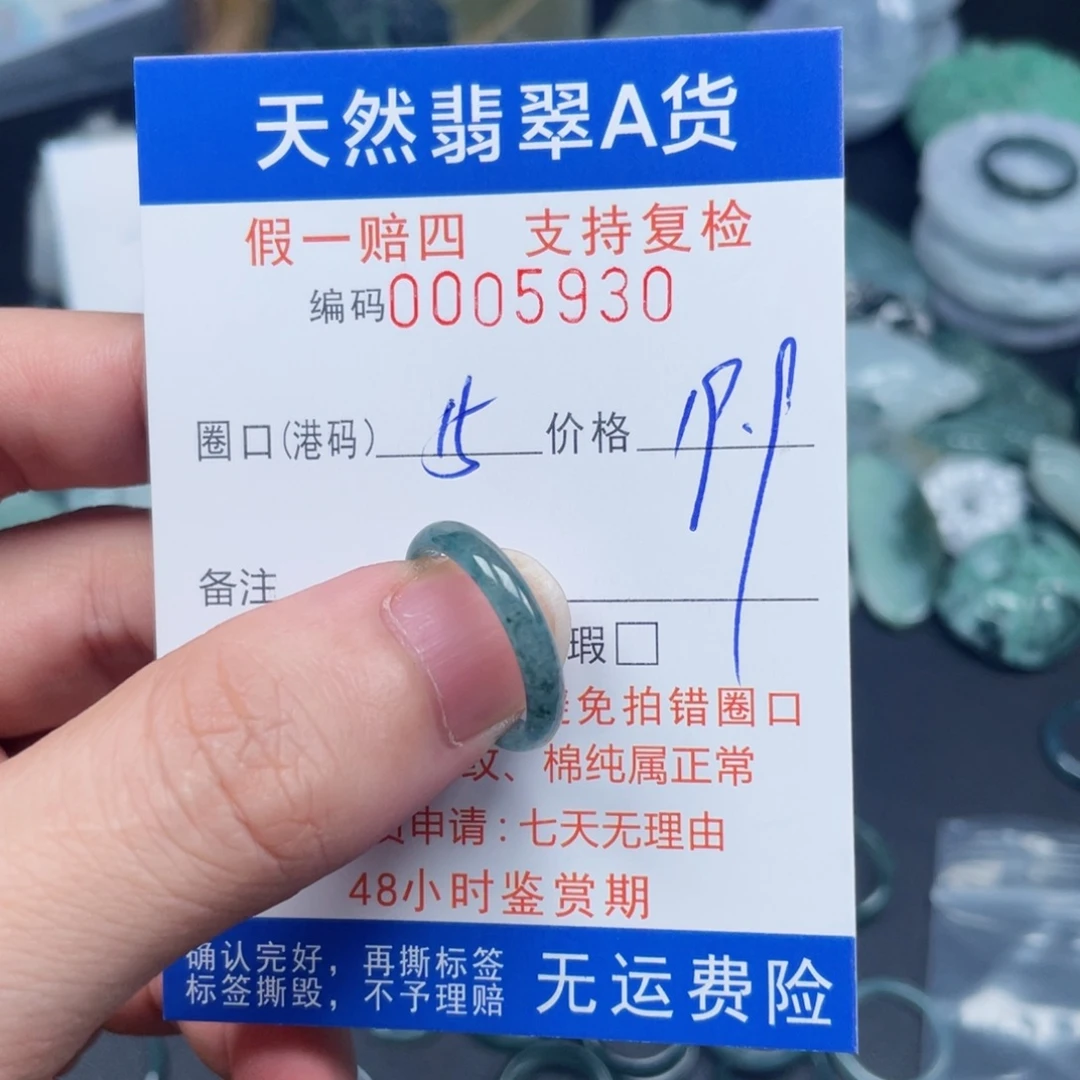 天然翡翠A货
假一赔四 支持复检
编码0005930
圈口(港码) 15 价格 19.9
备注
瑕□
免拍错圈口
纹、棉纯属正常
申请：七天无理由
48小时鉴赏期
确认完好，再撕标签
标签撕毁，不予理赔
无运费险